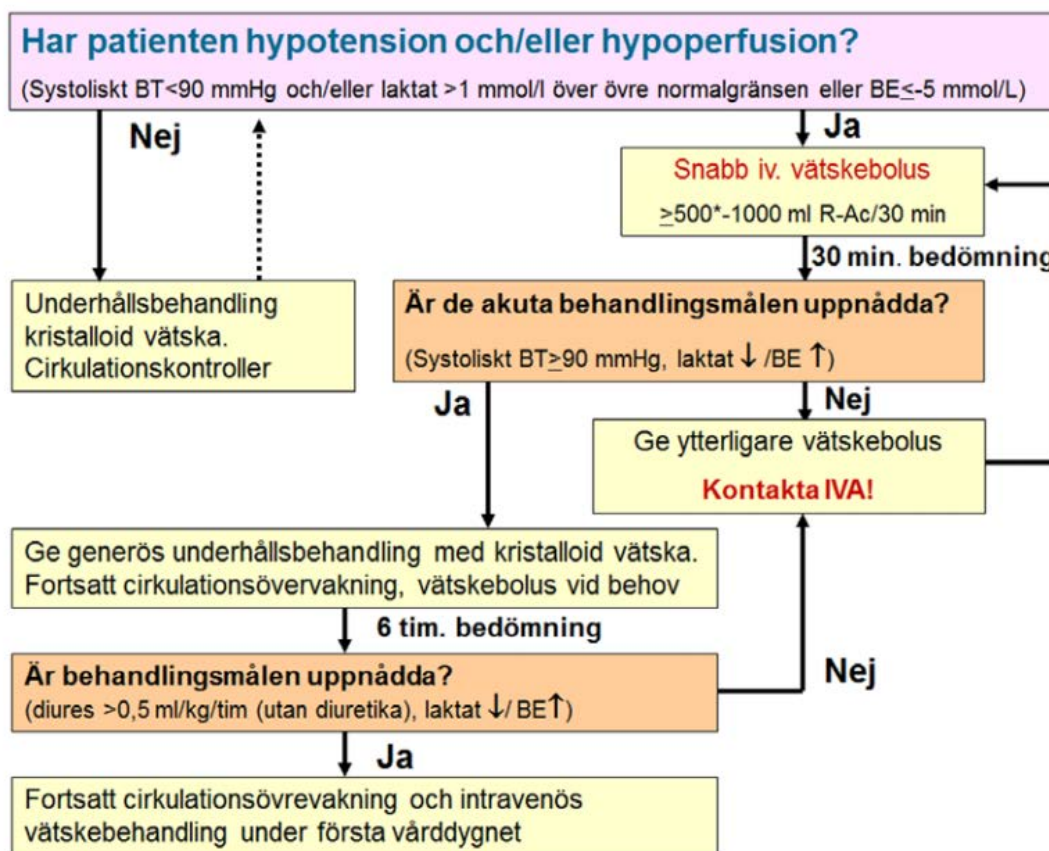 Har patienten hypotension och/eller hypoperfusion?
(Systoliskt BT<90 mmHg och/eller laktat >1 mmol/l över övre normalgränsen eller BE≤-5 mmol/L)
Nej
Ja
Snabb iv. vätskebolus
≥500*-1000 ml R-Ac/30 min
30 min. bedömning
Underhållsbehandling
kristalloid vätska.
Cirkulationskontroller
Är de akuta behandlingsmålen uppnådda?
(Systoliskt BT≥90 mmHg, laktat ↓ /BE ↑)
Ja
Nej
Ge ytterligare vätskebolus
Kontakta IVA!
Ge generös underhållsbehandling med kristalloid vätska.
Fortsatt cirkulationsövervakning, vätskebolus vid behov
6 tim. bedömning
Är behandlingsmålen uppnådda?
(diures >0,5 ml/kg/tim (utan diuretika), laktat ↓/ BE↑)
Nej
Ja
Fortsatt cirkulationsövrevakning och intravenös
vätskebehandling under första vårddygnet